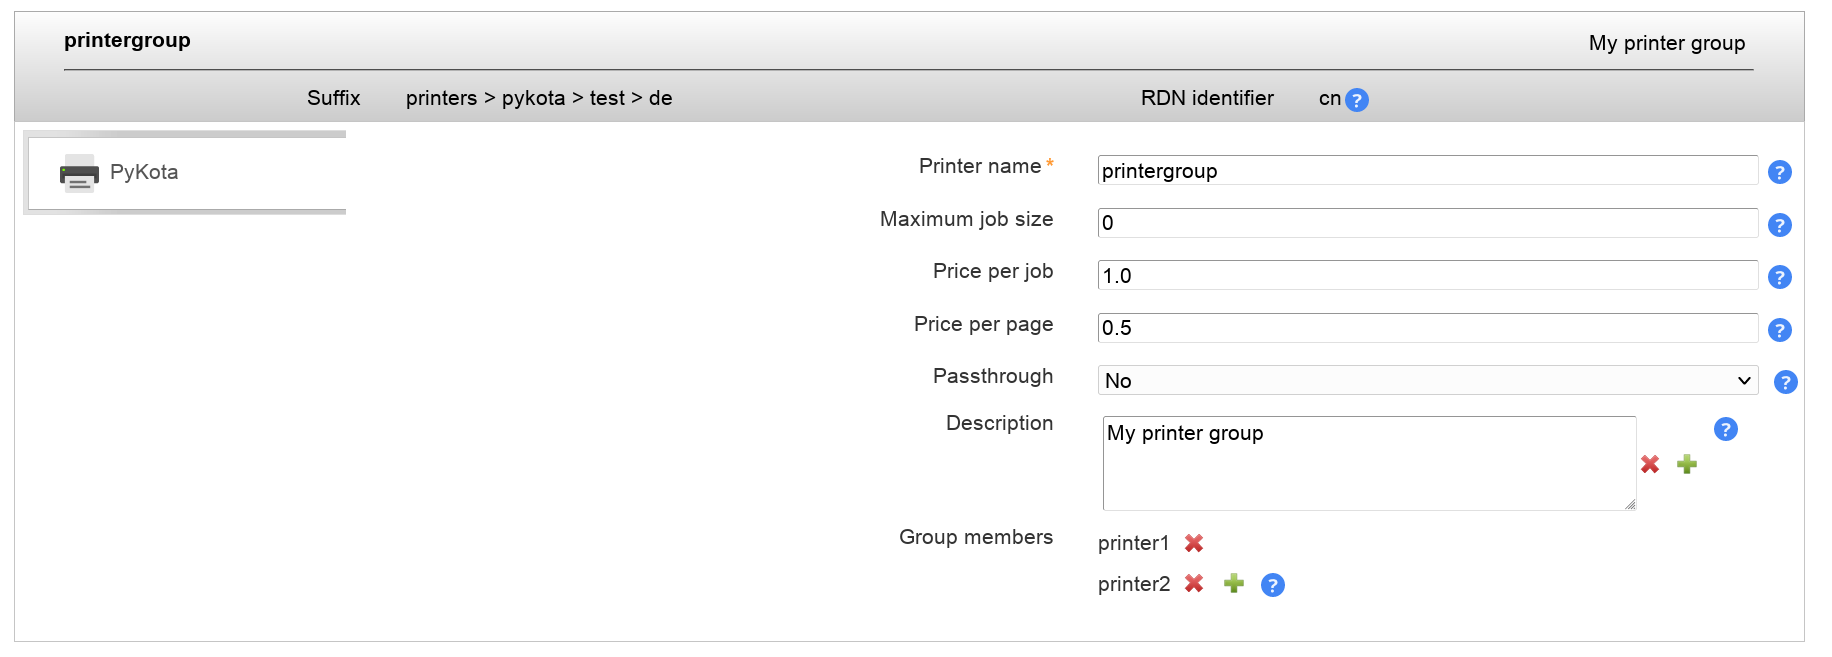 printergroup
My printer group
Suffix printers > pykota > test > de RDN identifier cn ?
PyKota
Printer name * printergroup ?
Maximum job size 0 ?
Price per job 1.0 ?
Price per page 0.5 ?
Passthrough No ?
Description My printer group ?
Group members printer1
printer2 ?